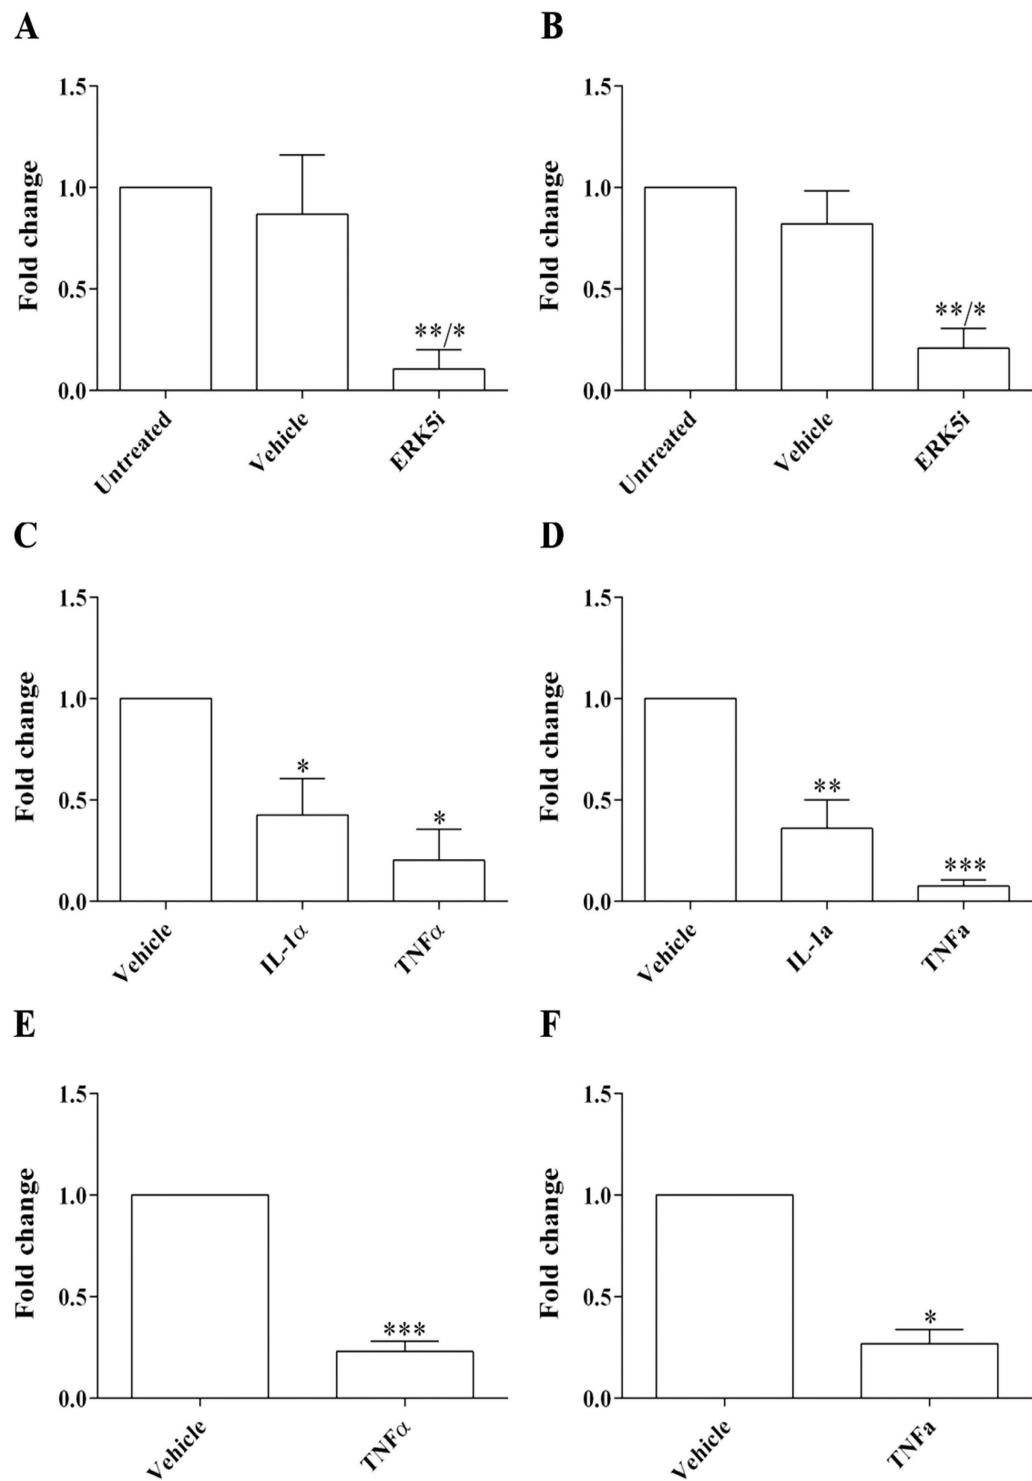 A
B
1.5
1.0
0.5
0.0
Fold change
**/*
Untreated
Vehicle
ERK5i
1.5
1.0
0.5
0.0
Fold change
**/*
Untreated
Vehicle
ERK5i
C
D
1.5
1.0
0.5
0.0
Fold change
*
*
Vehicle
IL-1α
TNFα
1.5
1.0
0.5
0.0
Fold change
**
***
Vehicle
IL-1a
TNFa
E
F
1.5
1.0
0.5
0.0
Fold change
***
Vehicle
TNFα
1.5
1.0
0.5
0.0
Fold change
*
Vehicle
TNFa